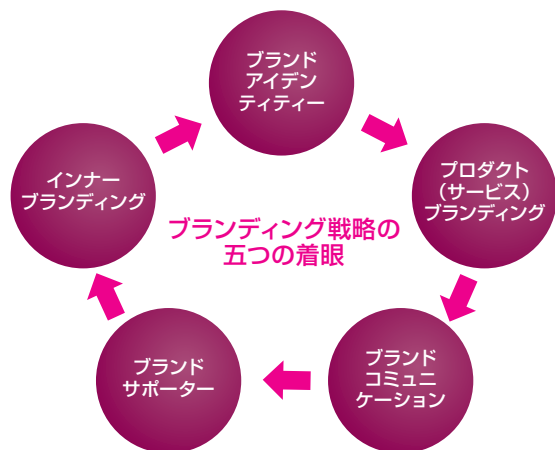 ブランド
アイデン
ティティー
プロダクト
（サービス）
ブランディング
ブランド
コミュニ
ケーション
ブランド
サポーター
インナー
ブランディング
ブランディング戦略の
五つの着眼